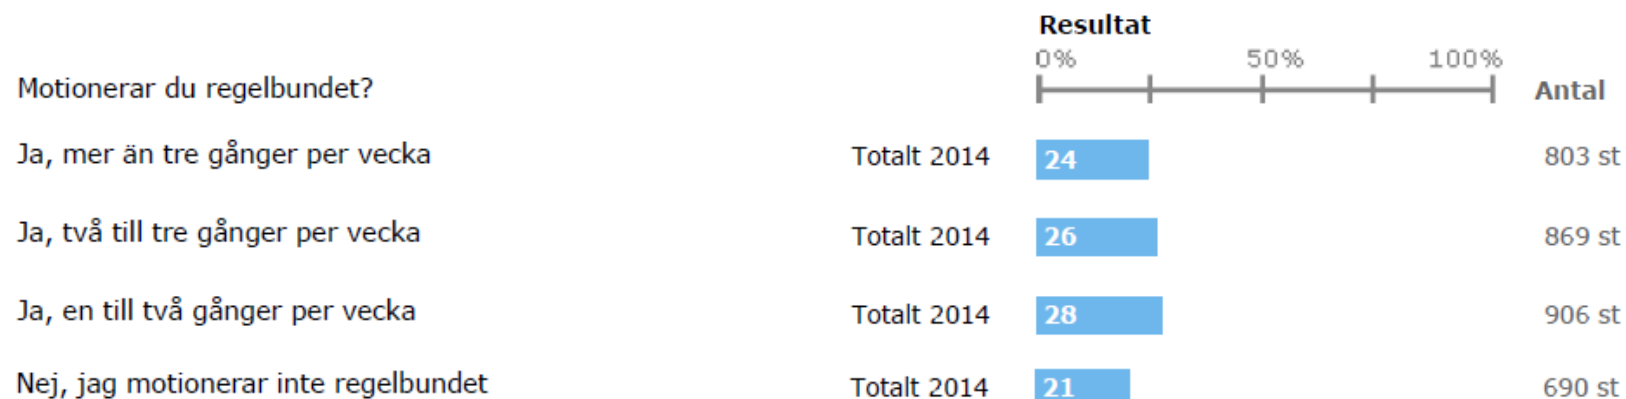 Resultat
0% 50% 100%
Motionerar du regelbundet? Antal
Ja, mer än tre gånger per vecka Totalt 2014 24 803 st
Ja, två till tre gånger per vecka Totalt 2014 26 869 st
Ja, en till två gånger per vecka Totalt 2014 28 906 st
Nej, jag motionerar inte regelbundet Totalt 2014 21 690 st